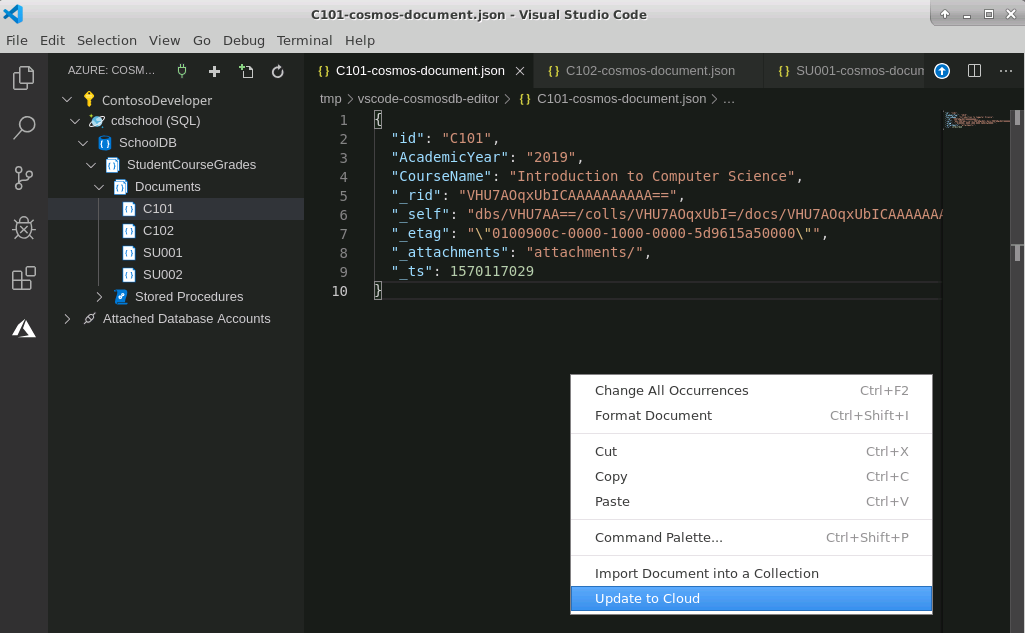 C101-cosmos-document.json - Visual Studio Code
File Edit Selection View Go Debug Terminal Help
AZURE: COSM...
ContosoDeveloper
cdschool (SQL)
SchoolDB
StudentCourseGrades
Documents
C101
C102
SU001
SU002
Stored Procedures
Attached Database Accounts
{} C101-cosmos-document.json {} C102-cosmos-document.json {} SU001-cosmos-docum
tmp > vscode-cosmosdb-editor > {} C101-cosmos-document.json > ...
1 {
2 "id": "C101",
3 "AcademicYear": "2019",
4 "CourseName": "Introduction to Computer Science",
5 "_rid": "VHU7AOqxUbICAAAAAAAAAA==",
6 "_self": "dbs/VHU7AA==/colls/VHU7AOqxUbI=/docs/VHU7AOqxUbICAAAAAAA
7 "_etag": "\"0100900c-0000-1000-0000-5d9615a50000\"",
8 "_attachments": "attachments/",
9 "_ts": 1570117029
10 }
Change All Occurrences Ctrl+F2
Format Document Ctrl+Shift+I
Cut Ctrl+X
Copy Ctrl+C
Paste Ctrl+V
Command Palette... Ctrl+Shift+P
Import Document into a Collection
Update to Cloud